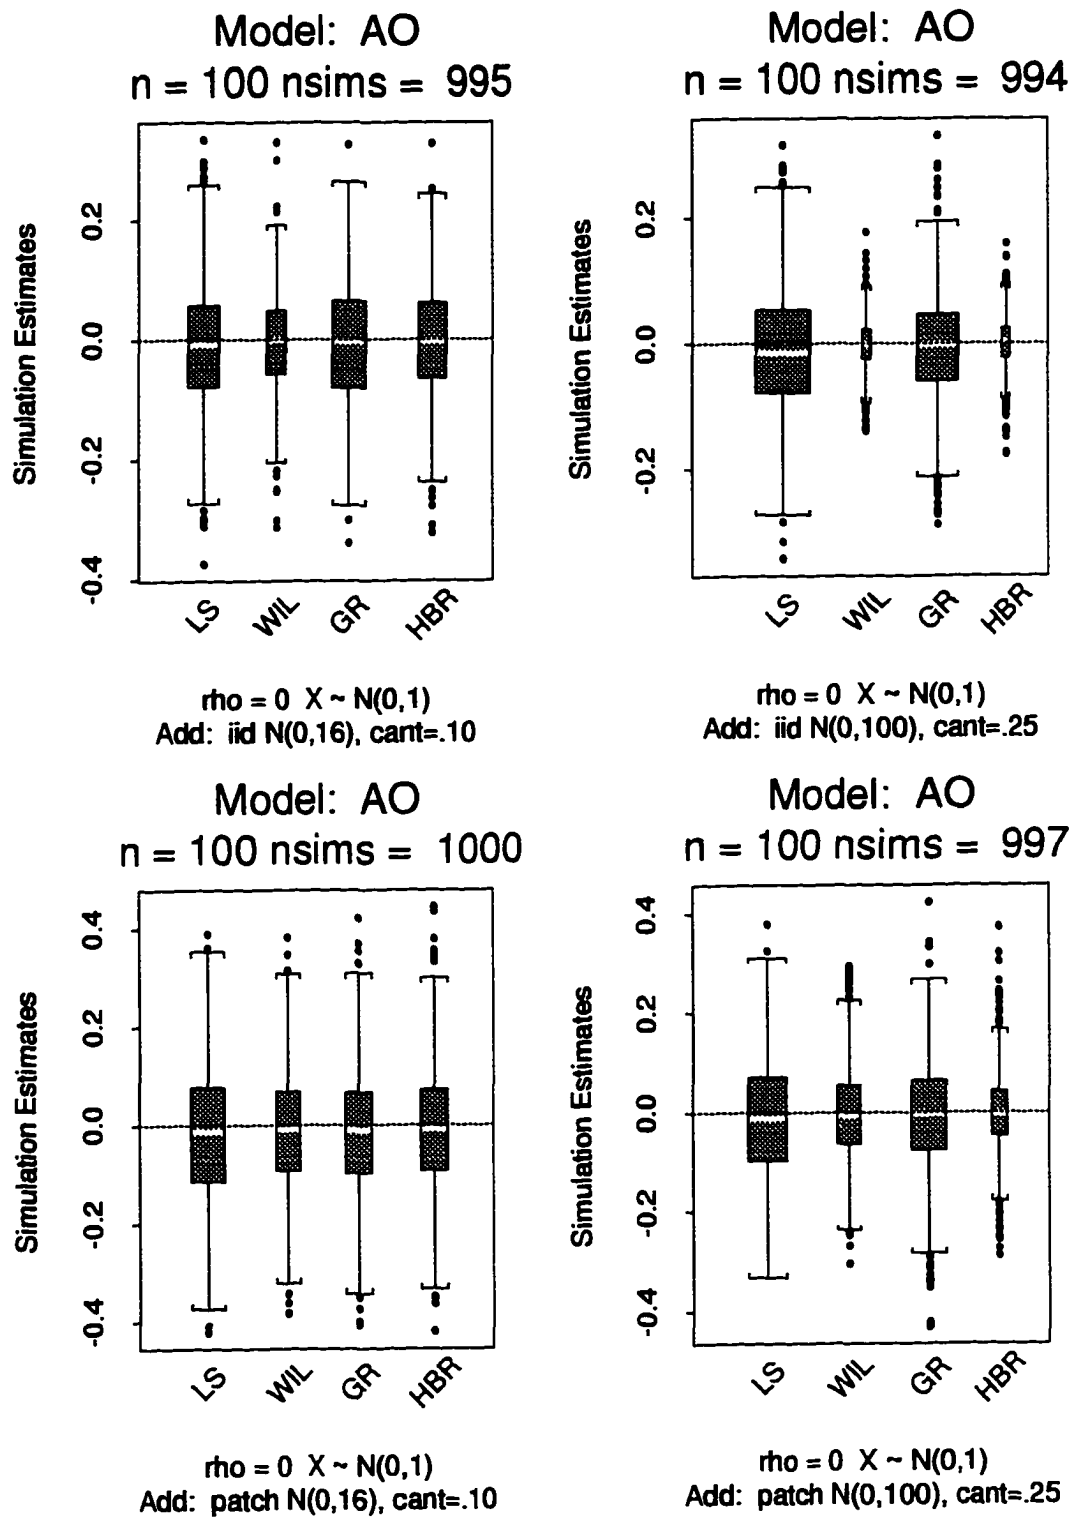 Model: AO
n = 100 nsims = 995
Simulation Estimates
0.2
0.0
-0.2
-0.4
LS
WIL
GR
HBR
rho = 0 X ~ N(0,1)
Add: iid N(0,16), cant=.10
Model: AO
n = 100 nsims = 994
Simulation Estimates
0.2
0.0
-0.2
LS
WIL
GR
HBR
rho = 0 X ~ N(0,1)
Add: iid N(0,100), cant=.25
Model: AO
n = 100 nsims = 1000
Simulation Estimates
0.4
0.2
0.0
-0.2
-0.4
LS
WIL
GR
HBR
rho = 0 X ~ N(0,1)
Add: patch N(0,16), cant=.10
Model: AO
n = 100 nsims = 997
Simulation Estimates
0.4
0.2
0.0
-0.2
-0.4
LS
WIL
GR
HBR
rho = 0 X ~ N(0,1)
Add: patch N(0,100), cant=.25